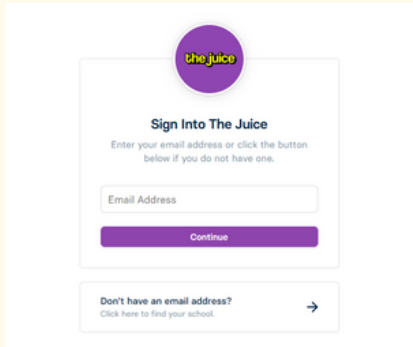 the juice
Sign Into The Juice
Enter your email address or click the button
below if you do not have one.
Email Address
Continue
Don't have an email address?
Click here to find your school.